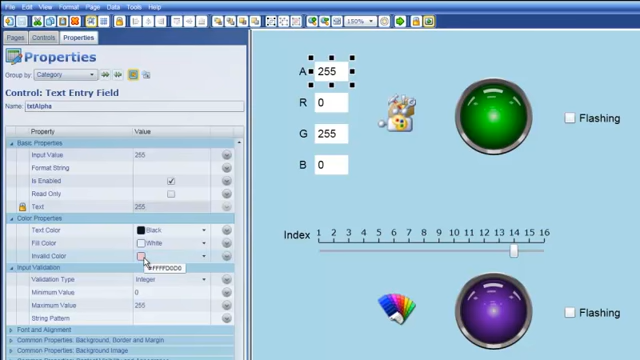 File Edit View Format Page Data Tools Help
150%
Pages Controls Properties
Properties
Group by: Category
Control: Text Entry Field
Name: txtAlpha
Property Value
Basic Properties
Input Value 255
Format String
Is Enabled
Read Only
Text 255
Color Properties
Text Color Black
Fill Color White
Invalid Color
#FFFFD0D0
Input Validation
Validation Type Integer
Minimum Value 0
Maximum Value 255
String Pattern
Font and Alignment
Common Properties: Background, Border and Margin
Common Properties: Background Image
A 255
R 0
G 255
B 0
Flashing
1 2 3 4 5 6 7 8 9 10 11 12 13 14 15 16
Index
Flashing